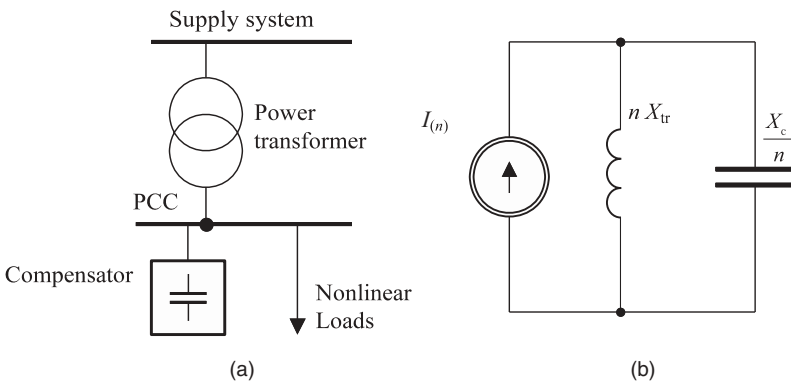 Supply system
Power
transformer
PCC
Compensator
Nonlinear
Loads
(a)
I(n)
n Xtr
Xc
n
(b)